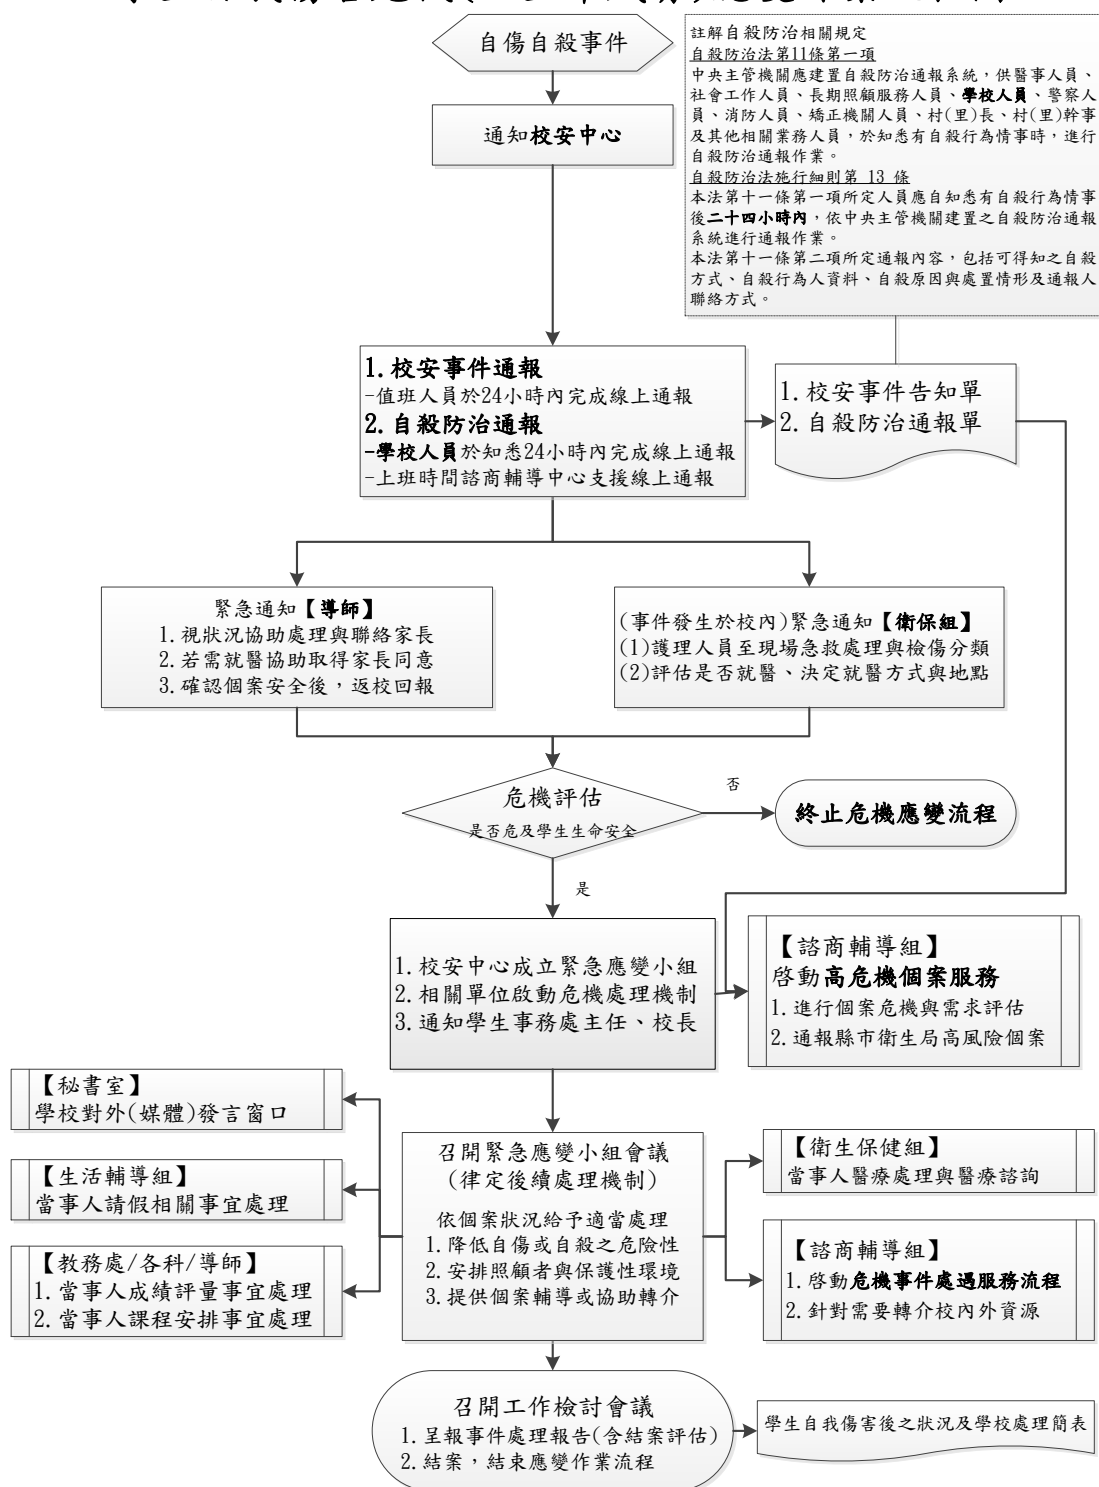 自傷自殺事件
通知校安中心
註解自殺防治相關規定
自殺防治法第11條第一項
中央主管機關應建置自殺防治通報系統，供醫事人員、
社會工作人員、長期照顧服務人員、學校人員、警察人
員、消防人員、矯正機關人員、村(里)長、村(里)幹事
及其他相關業務人員，於知悉有自殺行為情事時，進行
自殺防治通報作業。
自殺防治法施行細則第 13 條
本法第十一條第一項所定人員應自知悉有自殺行為情事
後二十四小時內，依中央主管機關建置之自殺防治通報
系統進行通報作業。
本法第十一條第二項所定通報內容，包括可得知之自殺
方式、自殺行為人資料、自殺原因與處置情形及通報人
聯絡方式。
1.校安事件通報
-值班人員於24小時內完成線上通報
2.自殺防治通報
-學校人員於知悉24小時內完成線上通報
-上班時間諮商輔導中心支援線上通報
1.校安事件告知單
2.自殺防治通報單
緊急通知【導師】
1.視狀況協助處理與聯絡家長
2.若需就醫協助取得家長同意
3.確認個案安全後，返校回報
(事件發生於校內)緊急通知【衛保組】
(1)護理人員至現場急救處理與檢傷分類
(2)評估是否就醫、決定就醫方式與地點
危機評估
是否危及學生生命安全
否
終止危機應變流程
是
1.校安中心成立緊急應變小組
2.相關單位啟動危機處理機制
3.通知學生事務處主任、校長
【諮商輔導組】
啓動高危機個案服務
1.進行個案危機與需求評估
2.通報縣市衛生局高風險個案
【秘書室】
學校對外(媒體)發言窗口
【生活輔導組】
當事人請假相關事宜處理
【教務處/各科/導師】
1.當事人成績評量事宜處理
2.當事人課程安排事宜處理
召開緊急應變小組會議
(律定後續處理機制)
依個案狀況給予適當處理
1.降低自傷或自殺之危險性
2.安排照顧者與保護性環境
3.提供個案輔導或協助轉介
【衛生保健組】
當事人醫療處理與醫療諮詢
【諮商輔導組】
1.啓動危機事件處遇服務流程
2.針對需要轉介校內外資源
召開工作檢討會議
1.呈報事件處理報告(含結案評估)
2.結案，結束應變作業流程
學生自我傷害後之狀況及學校處理簡表